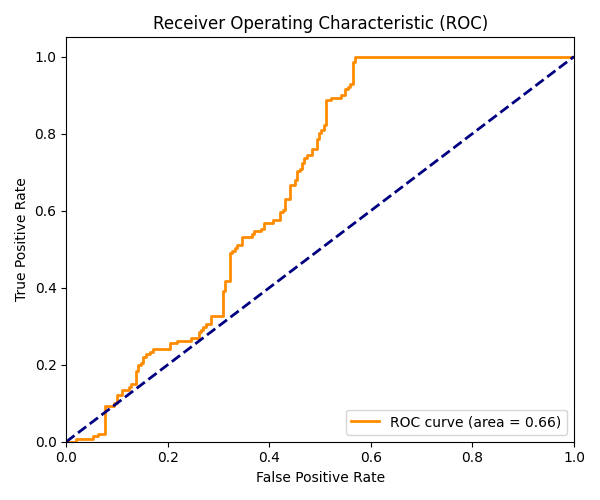 Receiver Operating Characteristic (ROC)
True Positive Rate
1.0
0.8
0.6
0.4
0.2
0.0
ROC curve (area = 0.66)
0.0 0.2 0.4 0.6 0.8 1.0
False Positive Rate